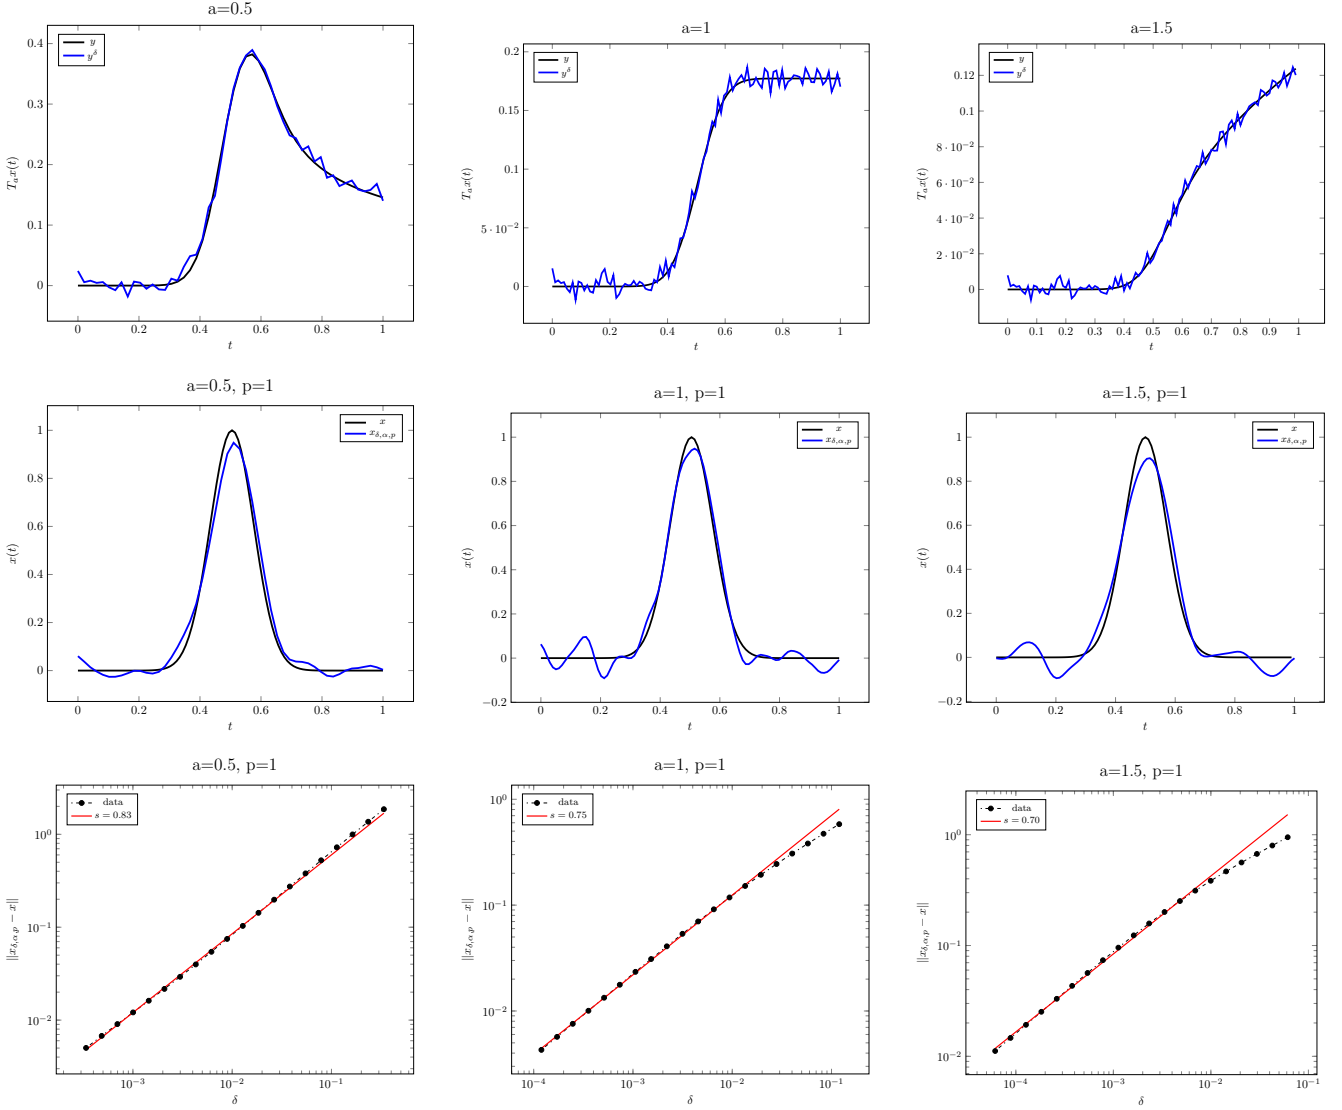 a=0.5
y
y^δ
0.4
0.3
0.2
0.1
0
T_a x(t)
0 0.2 0.4 0.6 0.8 1
t
a=1
y
y^δ
0.2
0.15
0.1
5 · 10^−2
0
T_a x(t)
0 0.2 0.4 0.6 0.8 1
t
a=1.5
y
y^δ
0.12
0.1
8 · 10^−2
6 · 10^−2
4 · 10^−2
2 · 10^−2
0
T_a x(t)
0 0.1 0.2 0.3 0.4 0.5 0.6 0.7 0.8 0.9 1
t
a=0.5, p=1
x
x_δ,α,p
1
0.8
0.6
0.4
0.2
0
x(t)
0 0.2 0.4 0.6 0.8 1
t
a=1, p=1
x
x_δ,α,p
1
0.8
0.6
0.4
0.2
0
−0.2
x(t)
0 0.2 0.4 0.6 0.8 1
t
a=1.5, p=1
x
x_δ,α,p
1
0.8
0.6
0.4
0.2
0
−0.2
x(t)
0 0.2 0.4 0.6 0.8 1
t
a=0.5, p=1
data
s = 0.83
10^0
10^−1
10^−2
||x_δ,α,p − x||
10^−3 10^−2 10^−1
δ
a=1, p=1
data
s = 0.75
10^0
10^−1
10^−2
||x_δ,α,p − x||
10^−4 10^−3 10^−2 10^−1
δ
a=1.5, p=1
data
s = 0.70
10^0
10^−1
10^−2
||x_δ,α,p − x||
10^−4 10^−3 10^−2 10^−1
δ